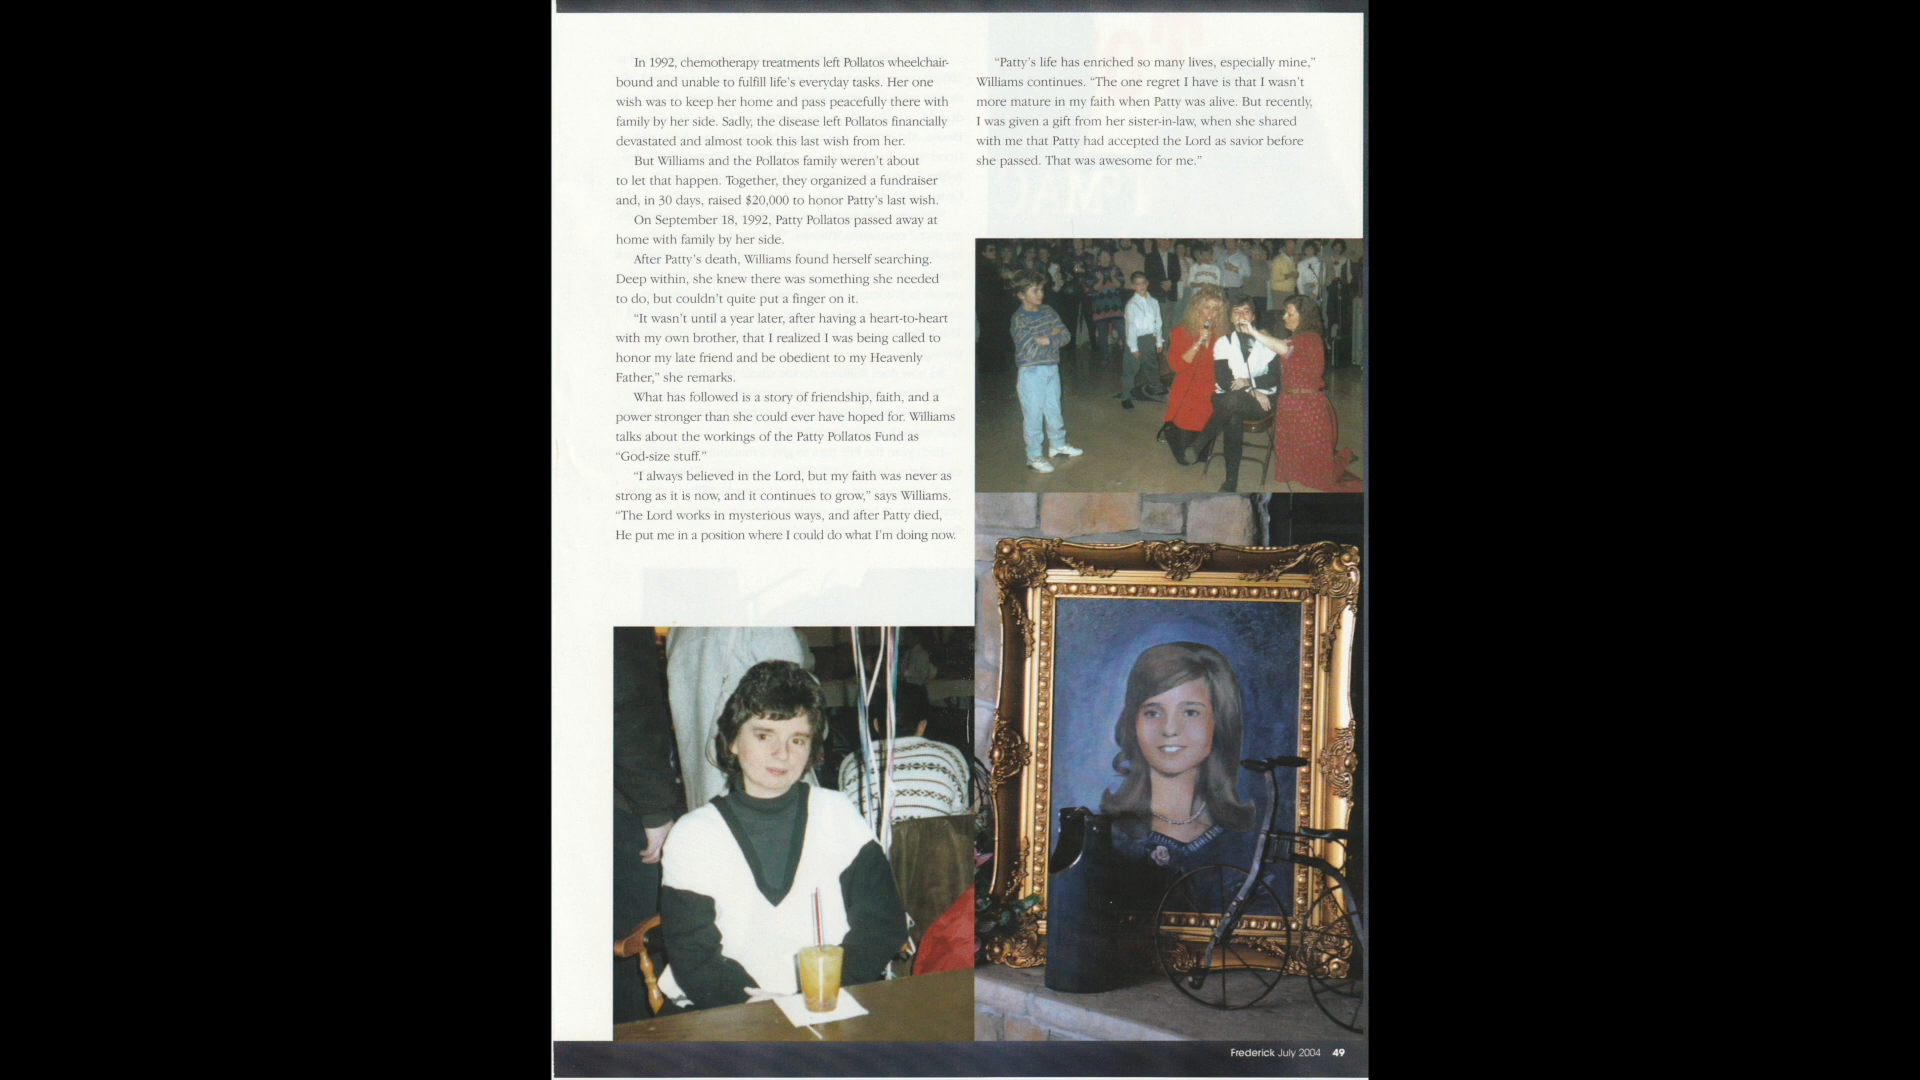 In 1992, chemotherapy treatments left Pollatos wheelchair-
bound and unable to fulfill life's everyday tasks. Her one
wish was to keep her home and pass peacefully there with
family by her side. Sadly, the disease left Pollatos financially
devastated and almost took this last wish from her.
But Williams and the Pollatos family weren't about
to let that happen. Together, they organized a fundraiser
and, in 30 days, raised $20,000 to honor Patty's last wish.
On September 18, 1992, Patty Pollatos passed away at
home with family by her side.
After Patty's death, Williams found herself searching.
Deep within, she knew there was something she needed
to do, but couldn't quite put a finger on it.
“It wasn't until a year later, after having a heart-to-heart
with my own brother, that I realized I was being called to
honor my late friend and be obedient to my Heavenly
Father,” she remarks.
What has followed is a story of friendship, faith, and a
power stronger than she could ever have hoped for. Williams
talks about the workings of the Patty Pollatos Fund as
“God-size stuff.”
“I always believed in the Lord, but my faith was never as
strong as it is now, and it continues to grow,” says Williams.
“The Lord works in mysterious ways, and after Patty died,
He put me in a position where I could do what I'm doing now.
“Patty's life has enriched so many lives, especially mine,”
Williams continues. “The one regret I have is that I wasn't
more mature in my faith when Patty was alive. But recently,
I was given a gift from her sister-in-law, when she shared
with me that Patty had accepted the Lord as savior before
she passed. That was awesome for me.”
Frederick July 2004 49